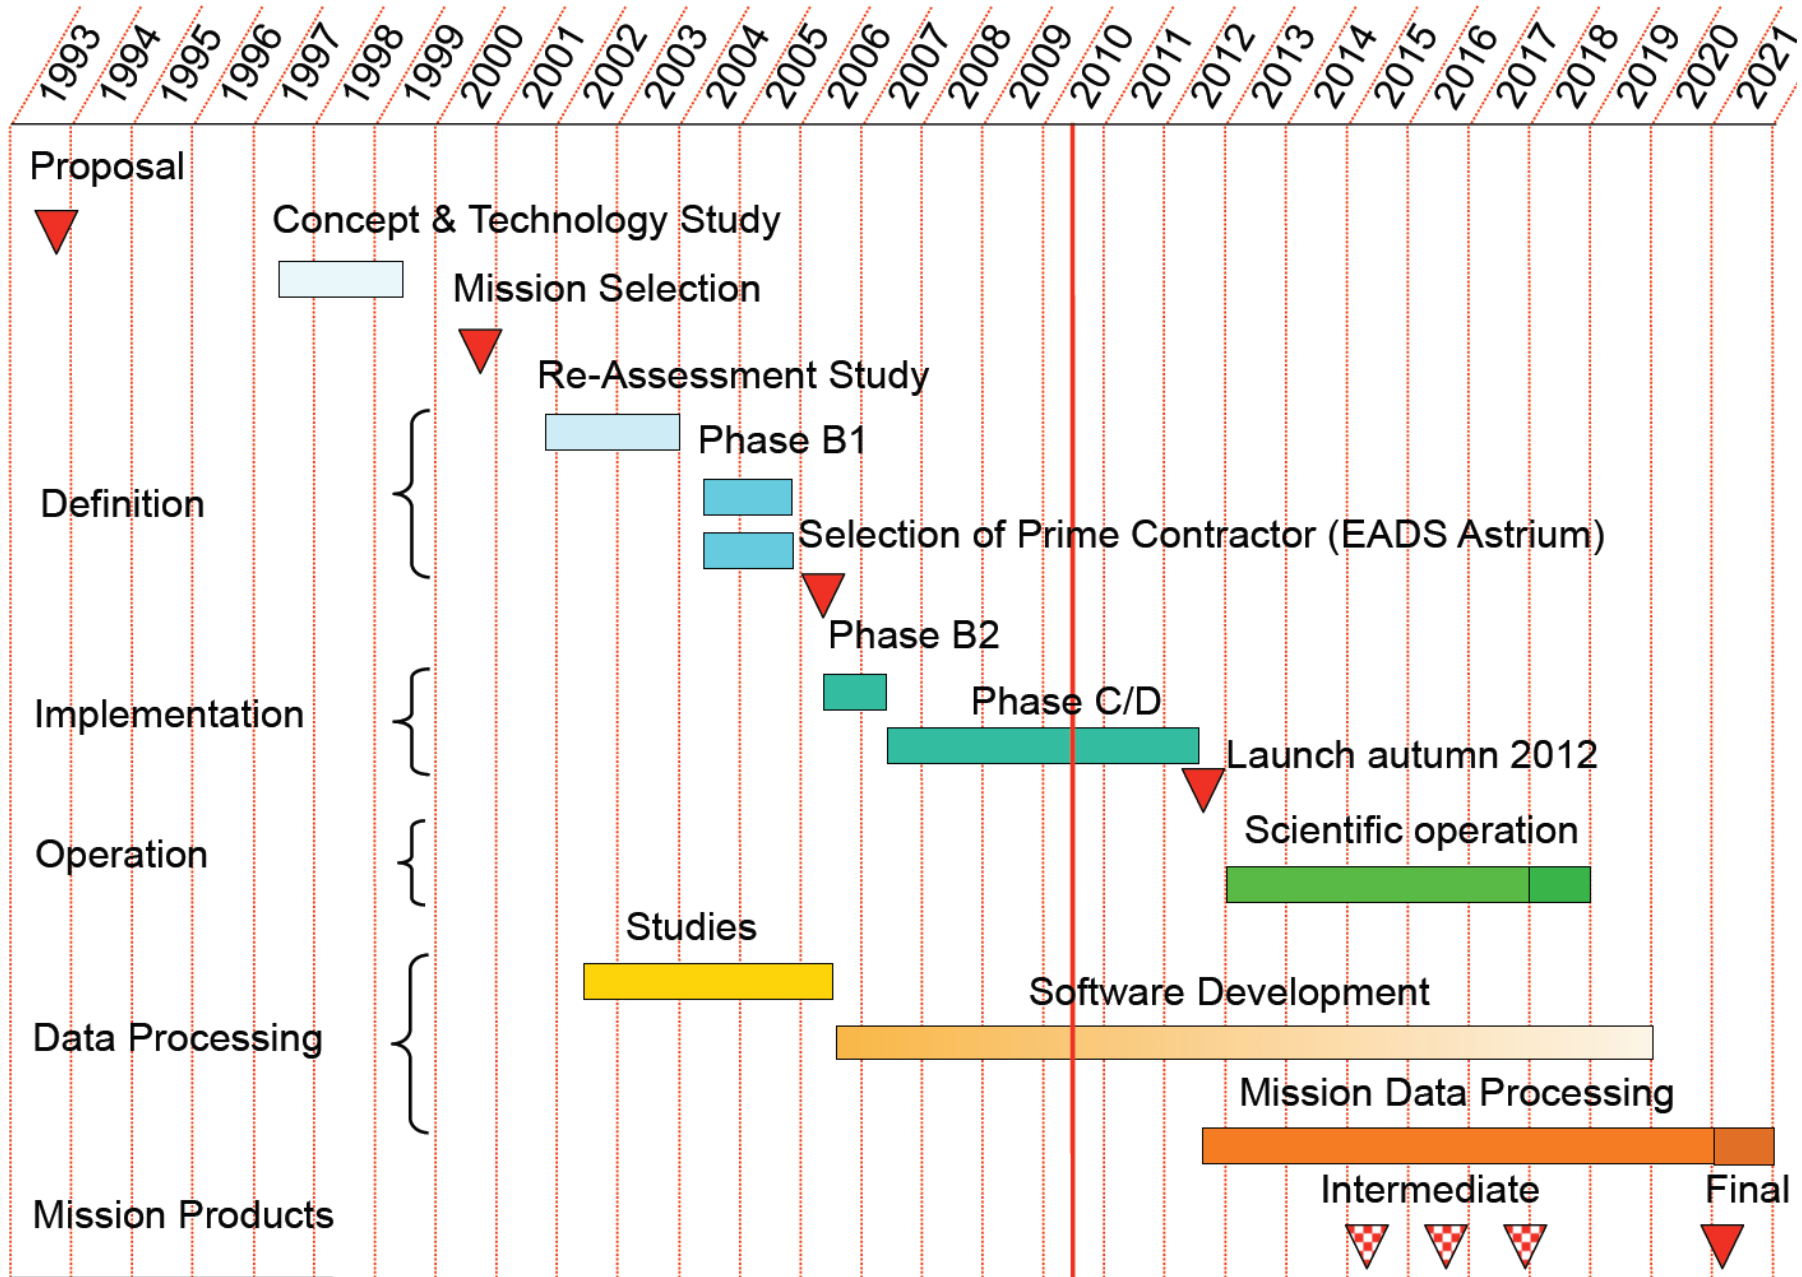 1993 1994 1995 1996 1997 1998 1999 2000 2001 2002 2003 2004 2005 2006 2007 2008 2009 2010 2011 2012 2013 2014 2015 2016 2017 2018 2019 2020 2021
Proposal
Concept & Technology Study
Mission Selection
Re-Assessment Study
Phase B1
Definition
Selection of Prime Contractor (EADS Astrium)
Phase B2
Implementation
Phase C/D
Launch autumn 2012
Scientific operation
Operation
Studies
Software Development
Data Processing
Mission Data Processing
Intermediate
Final
Mission Products